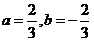 a = 2/3, b = −2/3